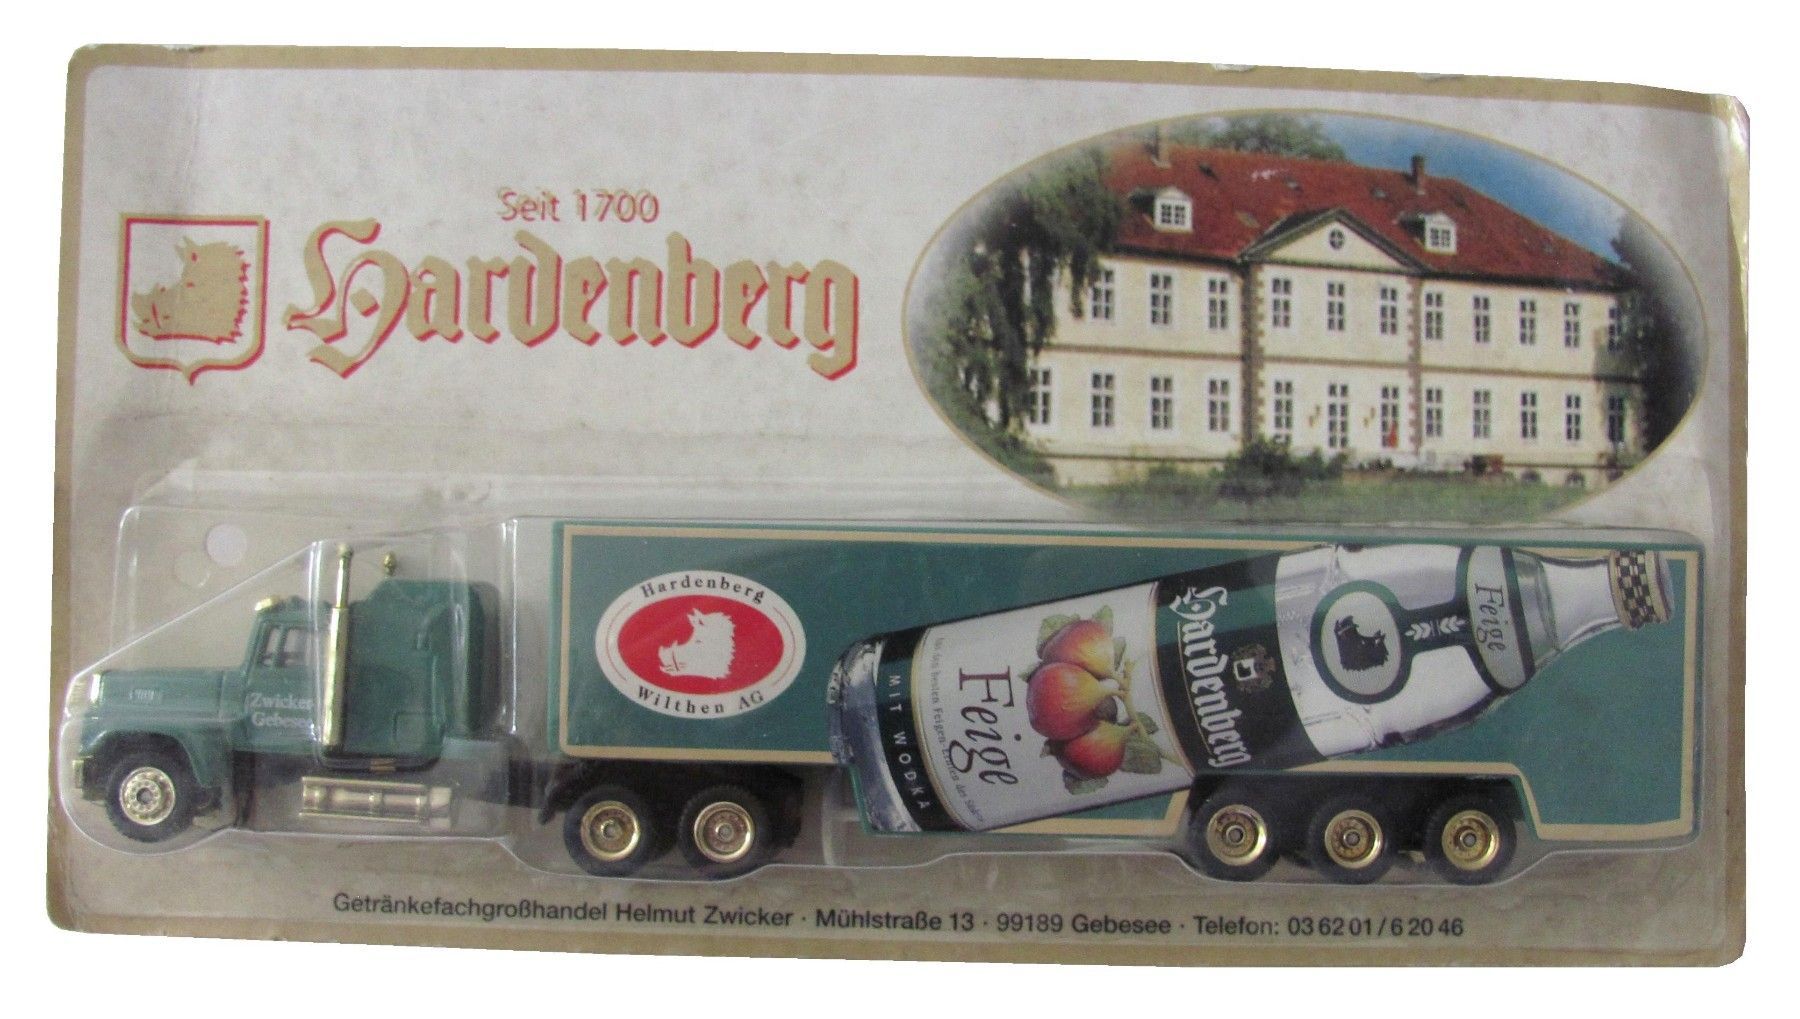 Seit 1700
Hardenberg
Hardenberg
Wilthen AG
Zwicker
Gebesee
Feige
MIT WODKA
Hardenberg
Feige
Getränkefachgroßhandel Helmut Zwicker · Mühlstraße 13 · 99189 Gebesee · Telefon: 03 62 01 / 6 20 46